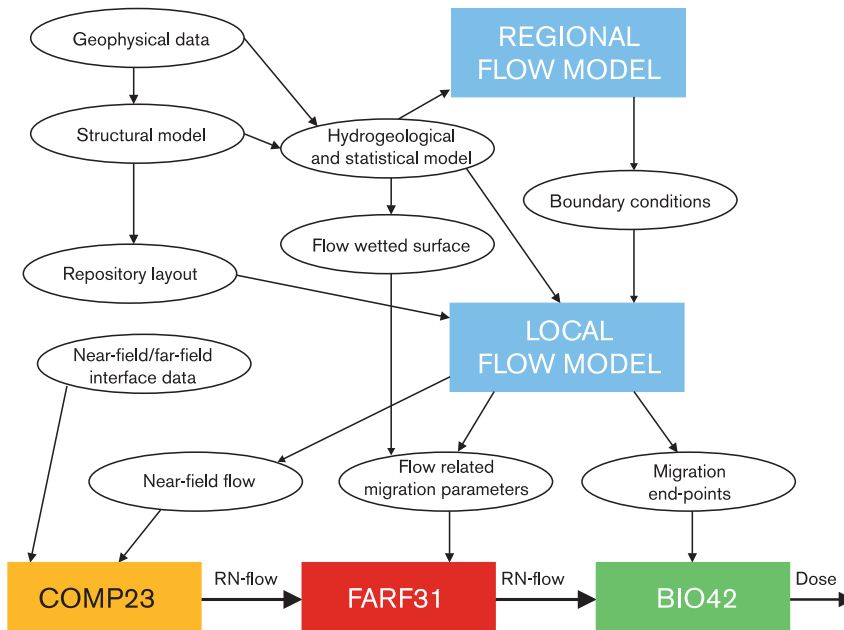 Geophysical data
REGIONAL
FLOW MODEL
Structural model
Hydrogeological
and statistical model
Boundary conditions
Flow wetted surface
Repository layout
LOCAL
FLOW MODEL
Near-field/far-field
interface data
Near-field flow
Flow related
migration parameters
Migration
end-points
COMP23
RN-flow
FARF31
RN-flow
BIO42
Dose